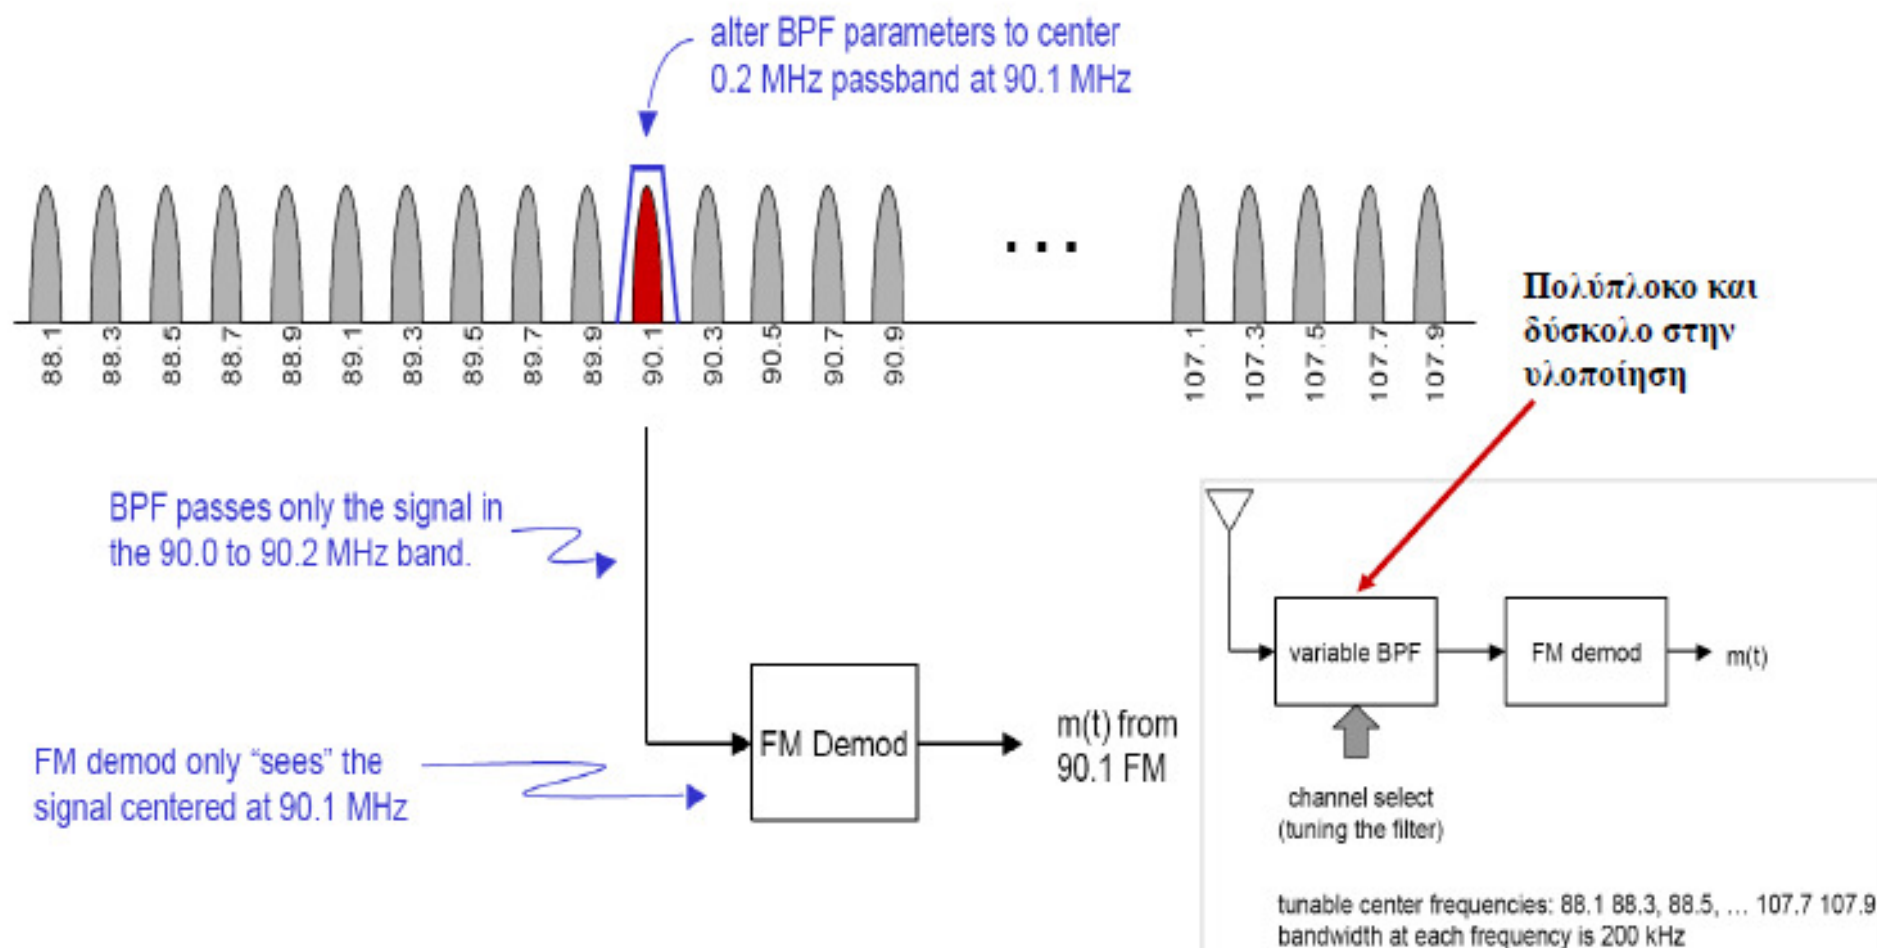 alter BPF parameters to center
0.2 MHz passband at 90.1 MHz
88.1
88.3
88.5
88.7
88.9
89.1
89.3
89.5
89.7
89.9
90.1
90.3
90.5
90.7
90.9
...
107.1
107.3
107.5
107.7
107.9
Πολύπλοκο και
δύσκολο στην
υλοποίηση
BPF passes only the signal in
the 90.0 to 90.2 MHz band.
variable BPF
FM demod
m(t)
channel select
(tuning the filter)
FM demod only “sees” the
signal centered at 90.1 MHz
FM Demod
m(t) from
90.1 FM
tunable center frequencies: 88.1 88.3, 88.5, ... 107.7 107.9
bandwidth at each frequency is 200 kHz